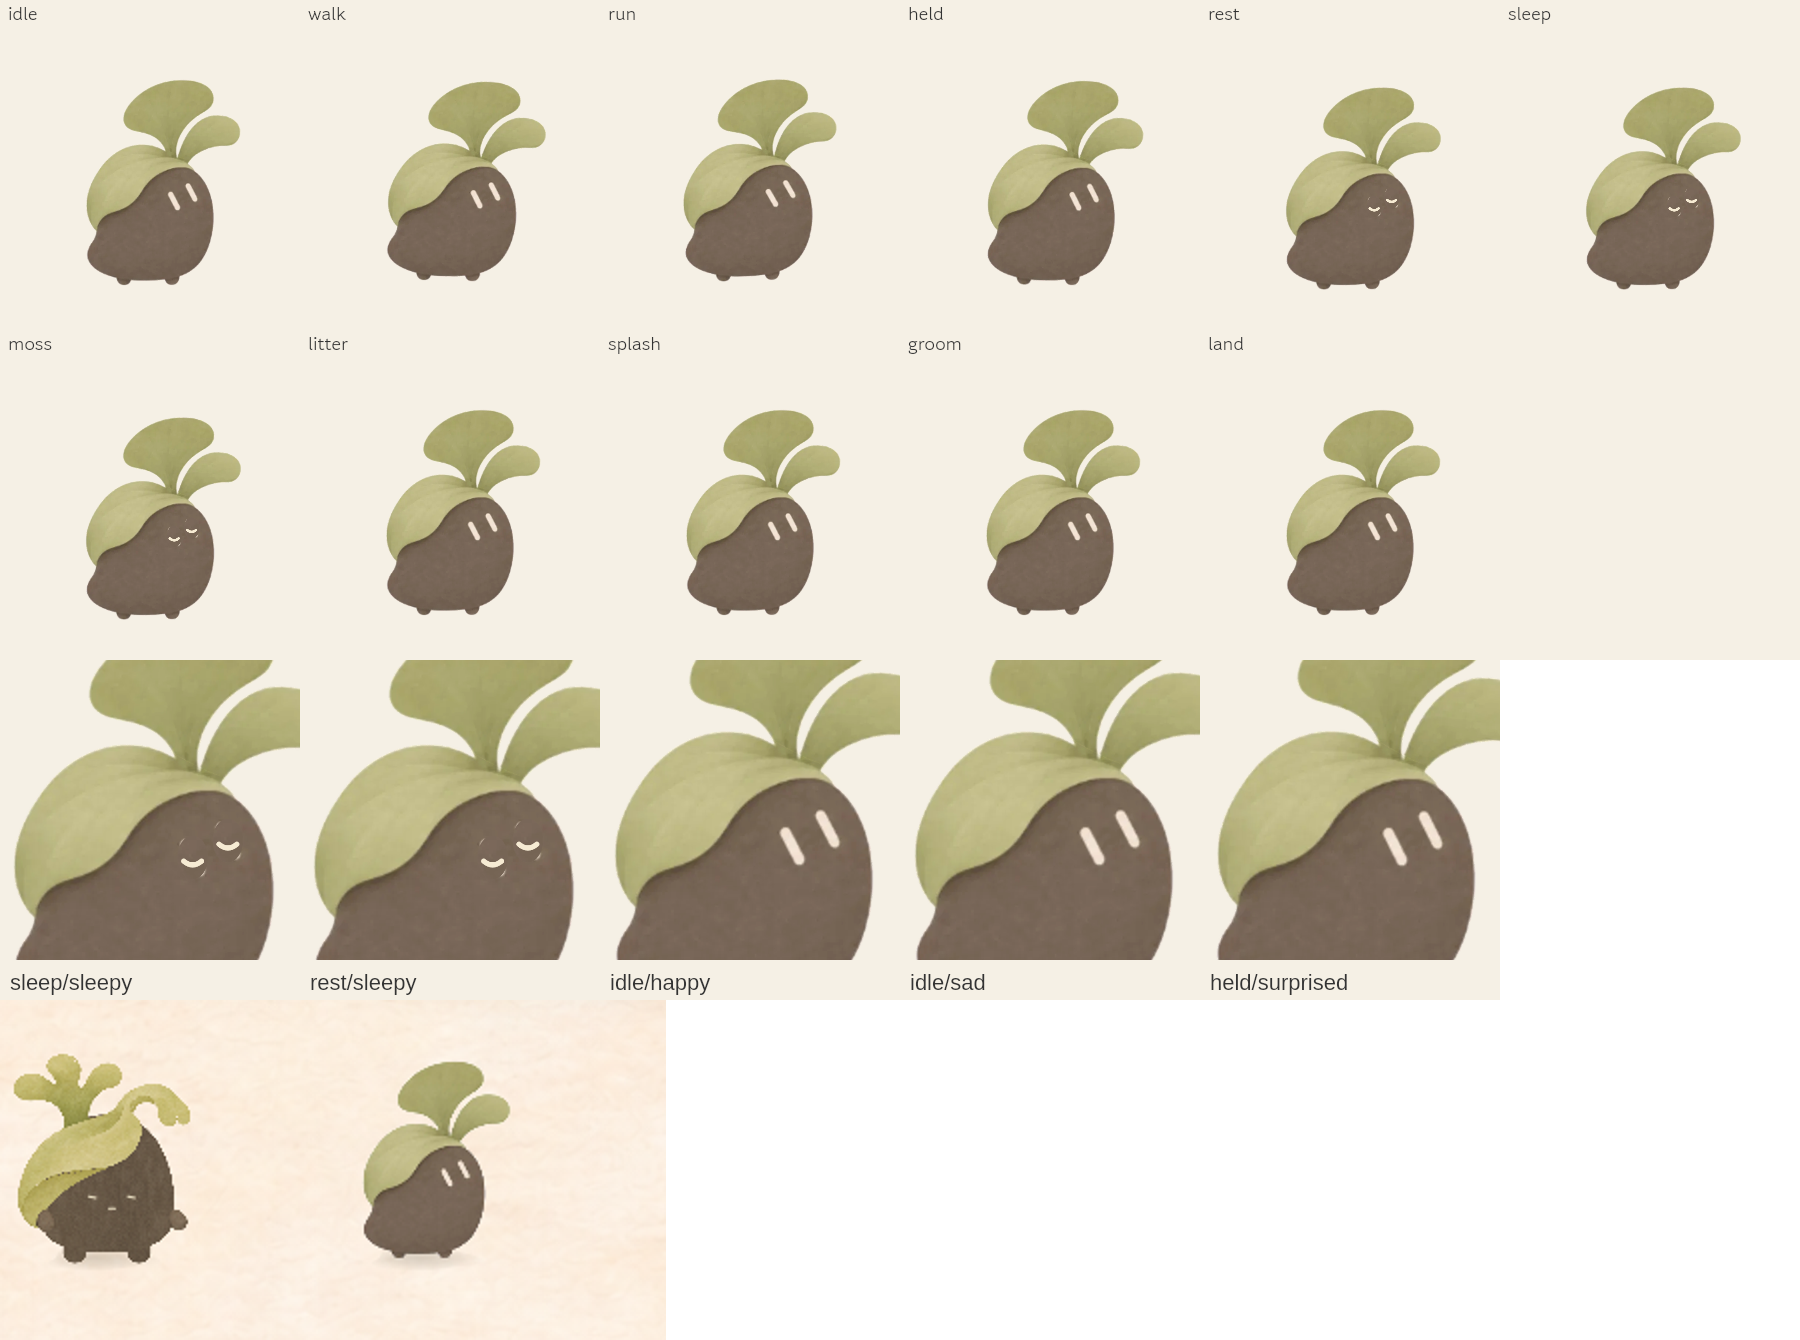 idle walk run held rest sleep
moss litter splash groom land
sleep/sleepy rest/sleepy idle/happy idle/sad held/surprised